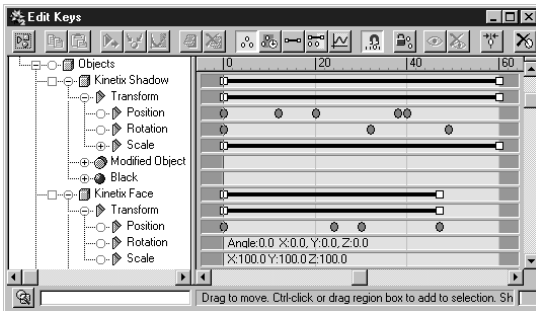 Edit Keys
0 20 40 60
Objects
Kinetix Shadow
Transform
Position
Rotation
Scale
Modified Object
Black
Kinetix Face
Transform
Position
Rotation Angle:0.0 X:0.0, Y:0.0, Z:0.0
Scale X:100.0 Y:100.0 Z:100.0
Drag to move. Ctrl-click or drag region box to add to selection. Sh